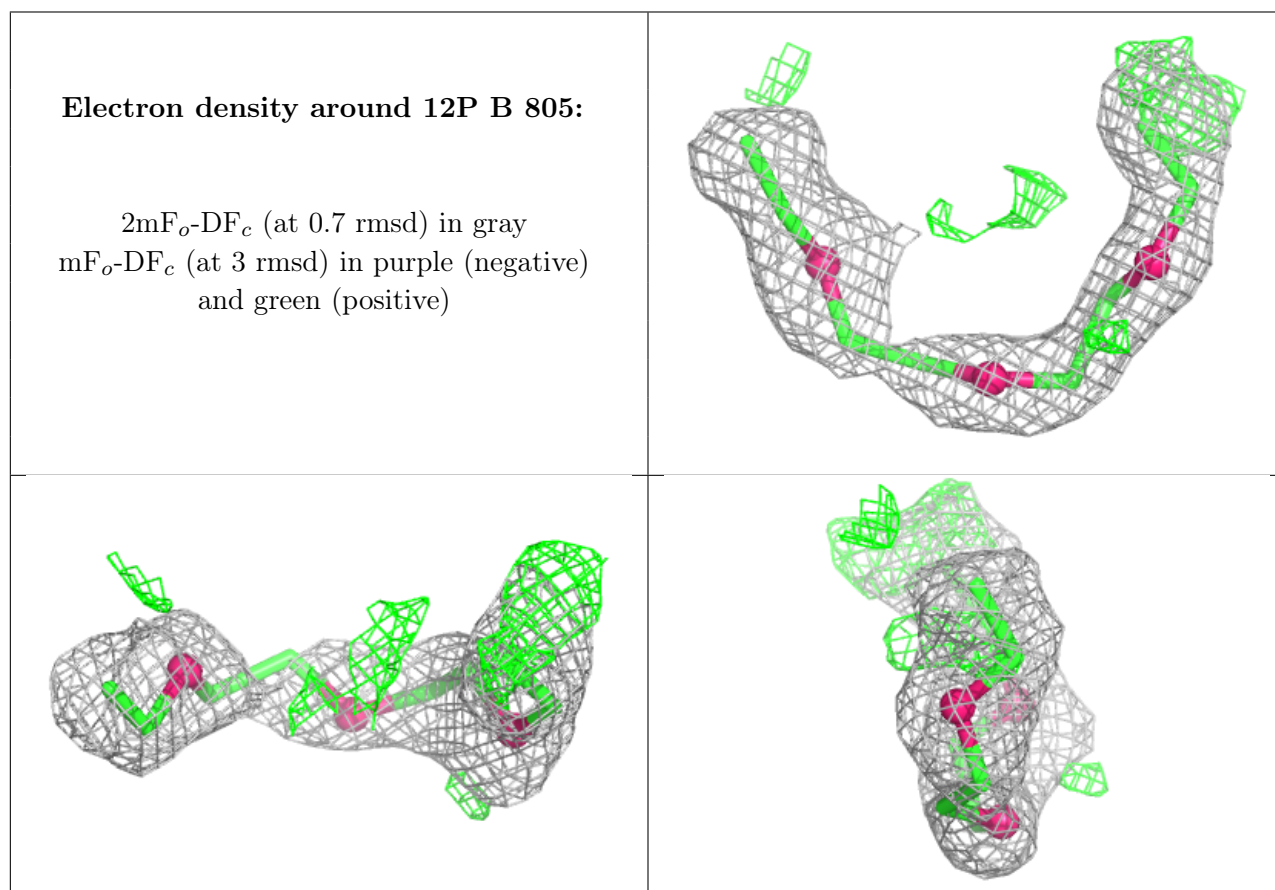 Electron density around 12P B 805:
2mFo-DFc (at 0.7 rmsd) in gray
mFo-DFc (at 3 rmsd) in purple (negative)
and green (positive)